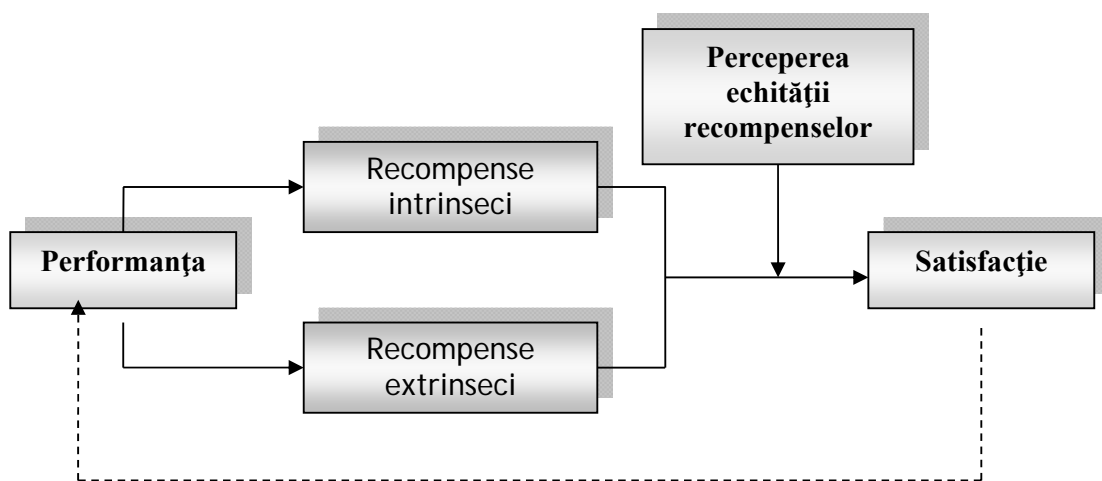 Perceperea
echităţii
recompenselor
Recompense
intrinseci
Performanţa
Satisfacţie
Recompense
extrinseci